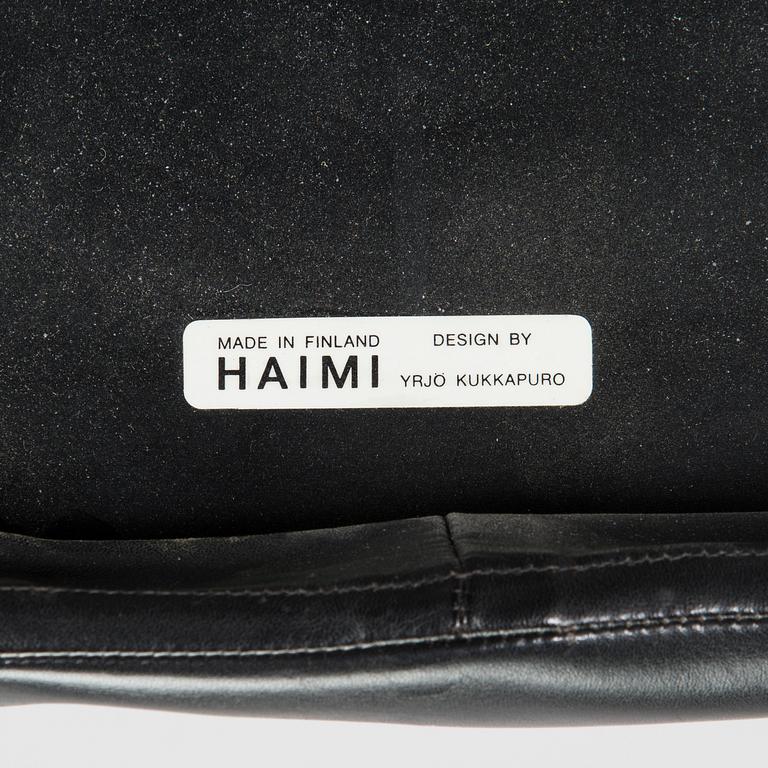 MADE IN FINLAND
HAIMI
DESIGN BY
YRJÖ KUKKAPURO